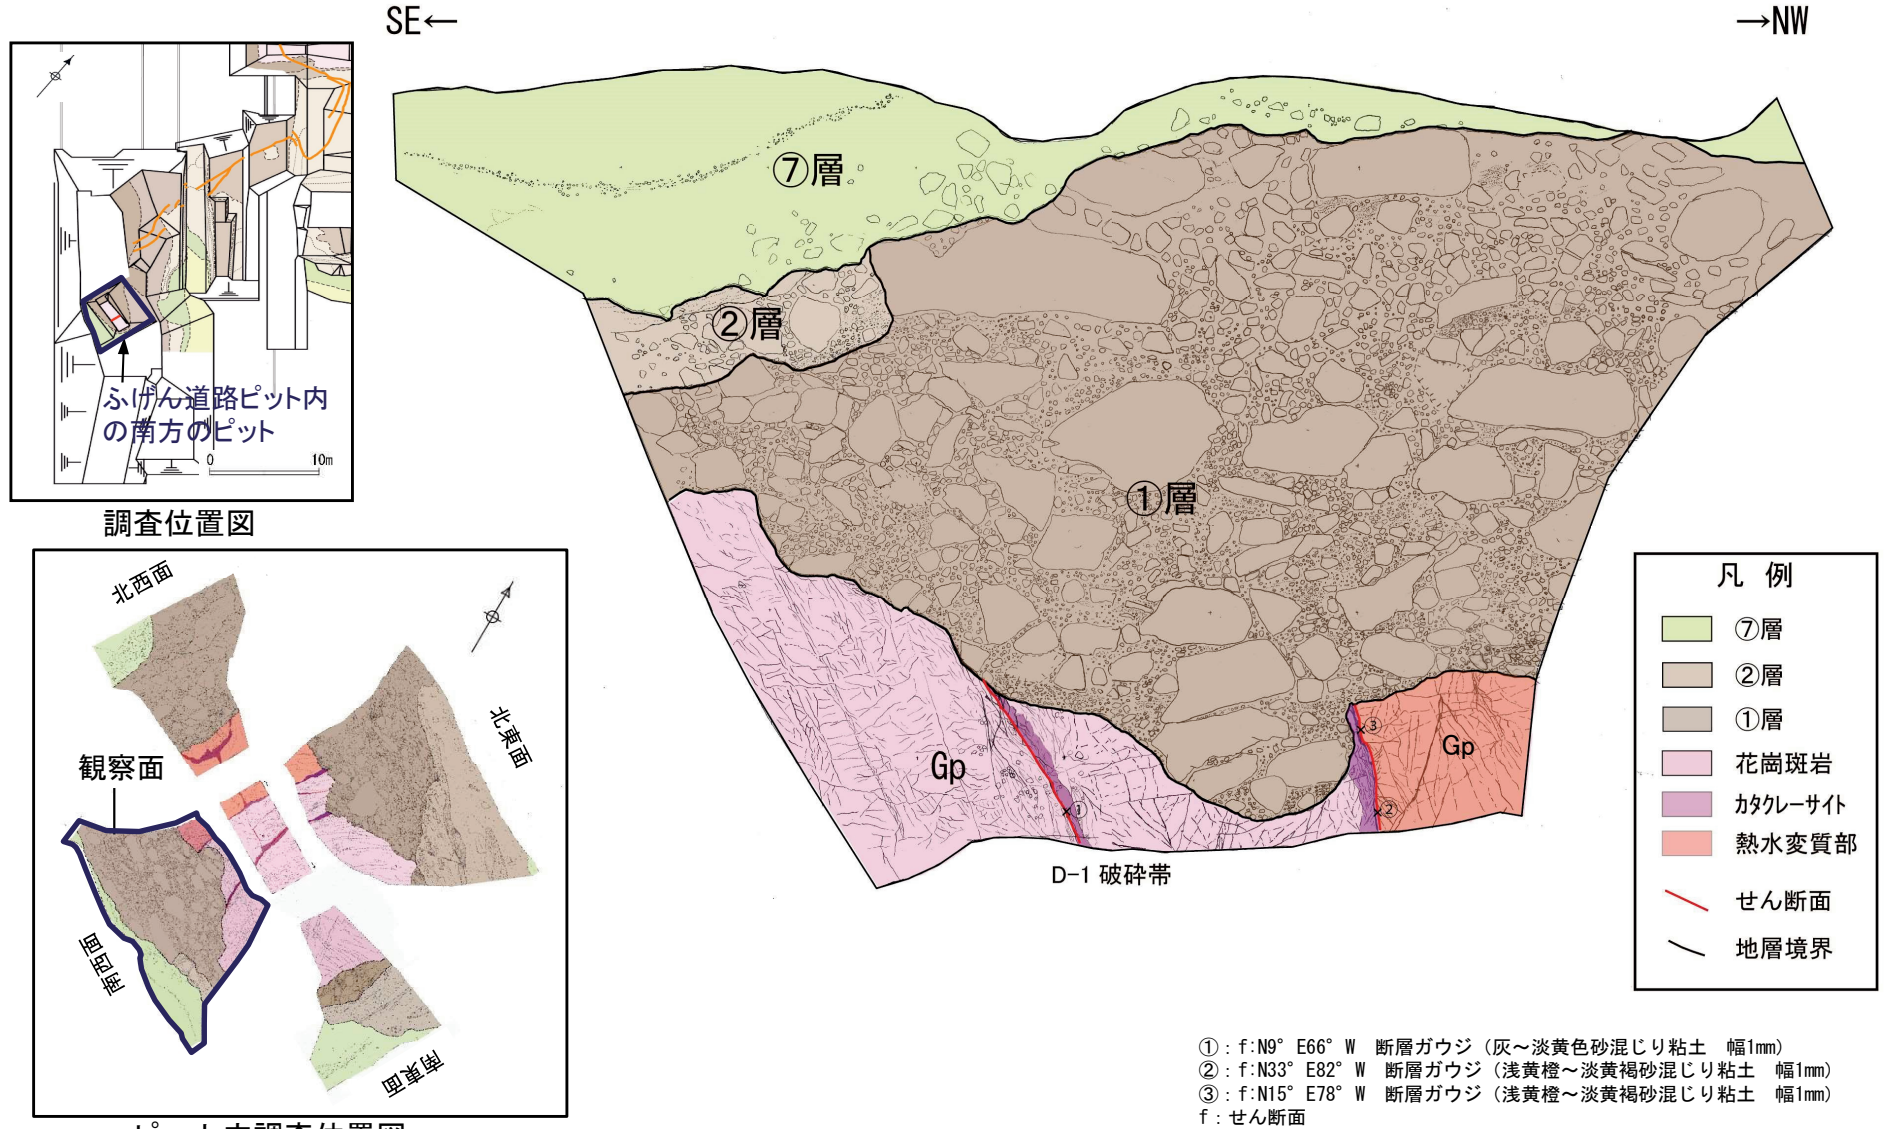 SE←
→NW
ふげん道路ピット内
の南方のピット
0 10m
調査位置図
⑦層
②層
①層
Gp
Gp
①
③
②
D-1 破砕帯
北西面
北東面
観察面
南西面
南東面
凡 例
⑦層
②層
①層
花崗斑岩
カタクレーサイト
熱水変質部
せん断面
地層境界
①：f:N9°E66°W 断層ガウジ（灰～淡黄色砂混じり粘土 幅1mm）
②：f:N33°E82°W 断層ガウジ（浅黄橙～淡黄褐砂混じり粘土 幅1mm）
③：f:N15°E78°W 断層ガウジ（浅黄橙～淡黄褐砂混じり粘土 幅1mm）
f：せん断面